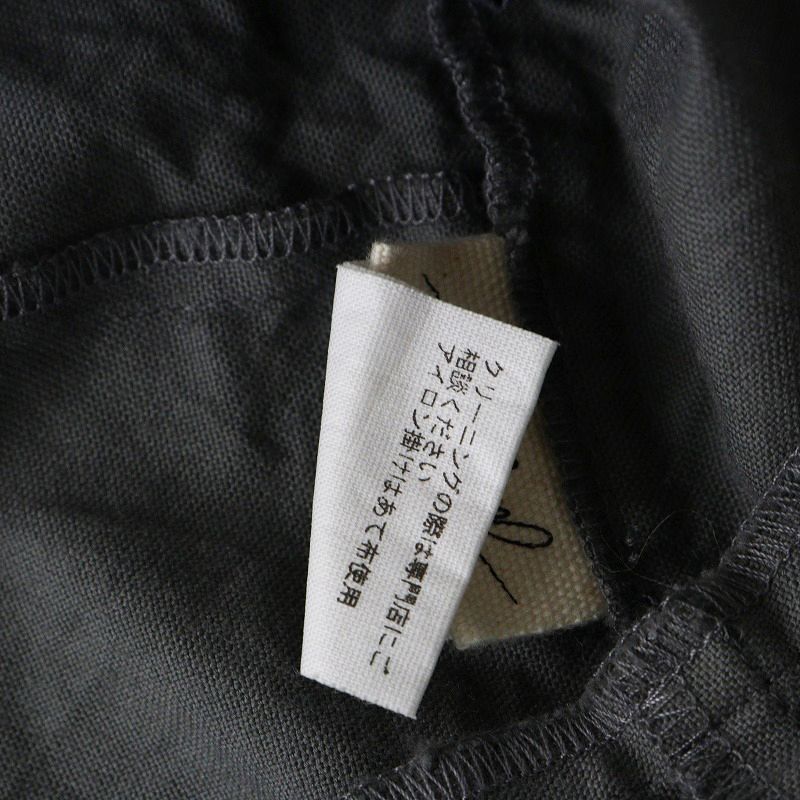 クリーニングの際は専門店にご
相談ください
アイロン掛けはあて布使用